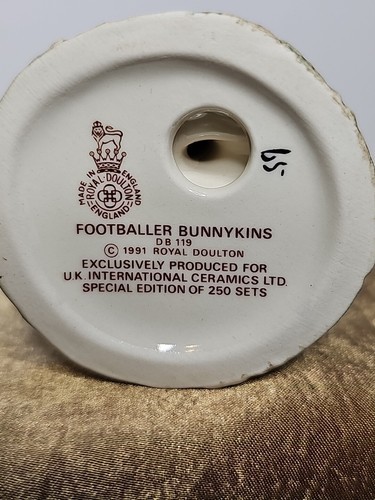 MADE IN ENGLAND
ROYAL DOULTON
ENGLAND
FOOTBALLER BUNNYKINS
DB 119
© 1991 ROYAL DOULTON
EXCLUSIVELY PRODUCED FOR
U.K. INTERNATIONAL CERAMICS LTD.
SPECIAL EDITION OF 250 SETS